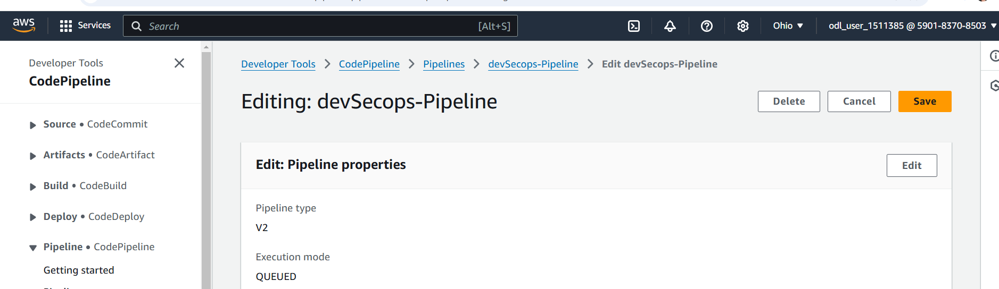 aws
Services
Search
[Alt+S]
Ohio
odl_user_1511385 @ 5901-8370-8503
Developer Tools
CodePipeline
Source • CodeCommit
Artifacts • CodeArtifact
Build • CodeBuild
Deploy • CodeDeploy
Pipeline • CodePipeline
Getting started
Developer Tools > CodePipeline > Pipelines > devSecops-Pipeline > Edit devSecops-Pipeline
Editing: devSecops-Pipeline
Delete
Cancel
Save
Edit: Pipeline properties
Edit
Pipeline type
V2
Execution mode
QUEUED